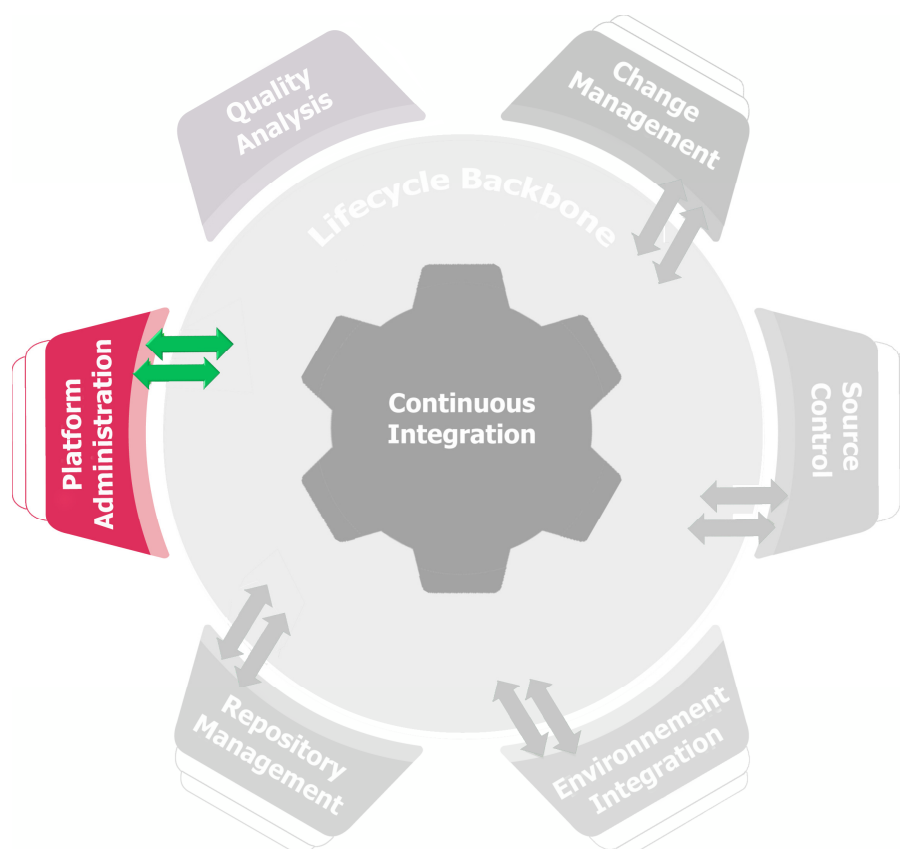 Quality
Analysis
Change
Management
Lifecycle Backbone
Platform
Administration
Continuous
Integration
Source
Control
Repository
Management
Environnement
Integration